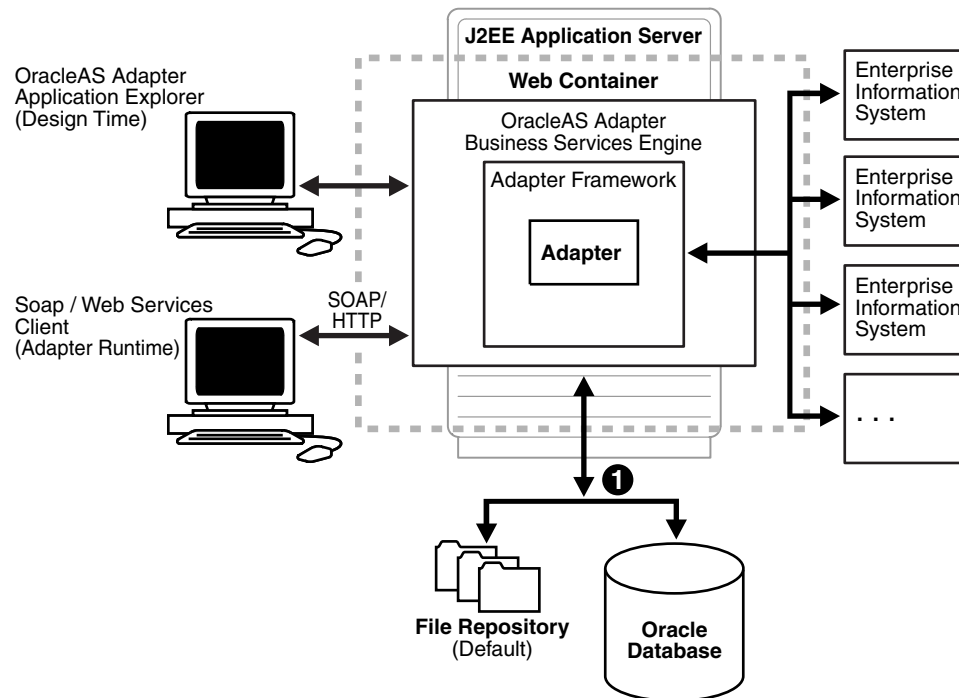 J2EE Application Server
Web Container
OracleAS Adapter
Application Explorer
(Design Time)
OracleAS Adapter
Business Services Engine
Adapter Framework
Adapter
Enterprise
Information
System
Enterprise
Information
System
Enterprise
Information
System
. . .
Soap / Web Services
Client
(Adapter Runtime)
SOAP/
HTTP
1
File Repository
(Default)
Oracle
Database